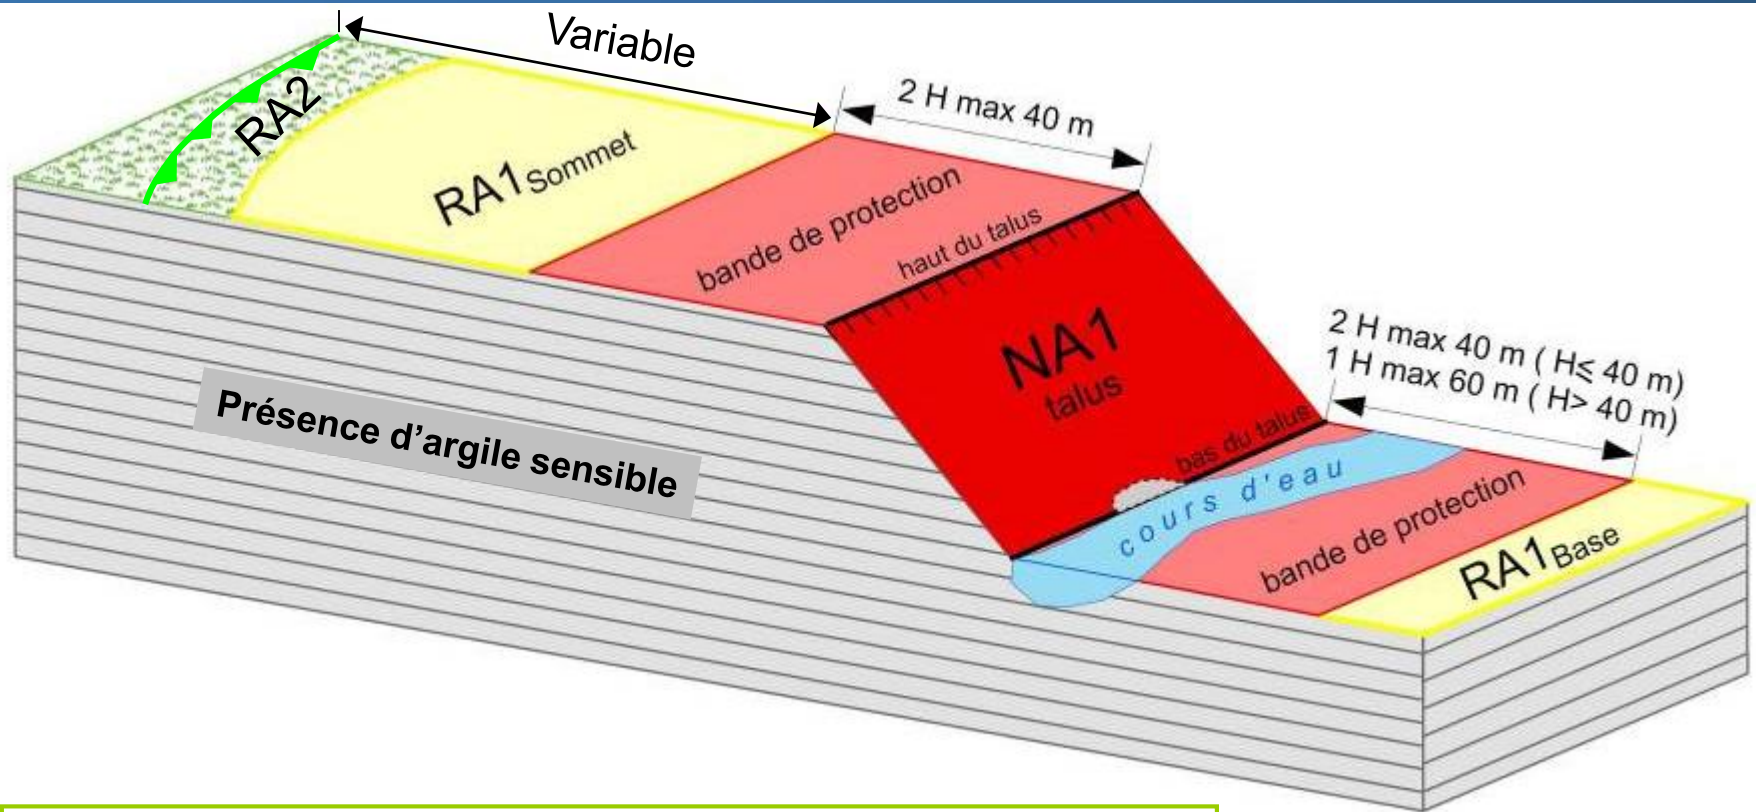 Variable
2 H max 40 m
RA2
RA1Sommet
bande de protection
haut du talus
NA1
talus
2 H max 40 m ( H≤ 40 m)
1 H max 60 m ( H> 40 m)
Présence d’argile sensible
bas du talus
cours d'eau
bande de protection
RA1Base